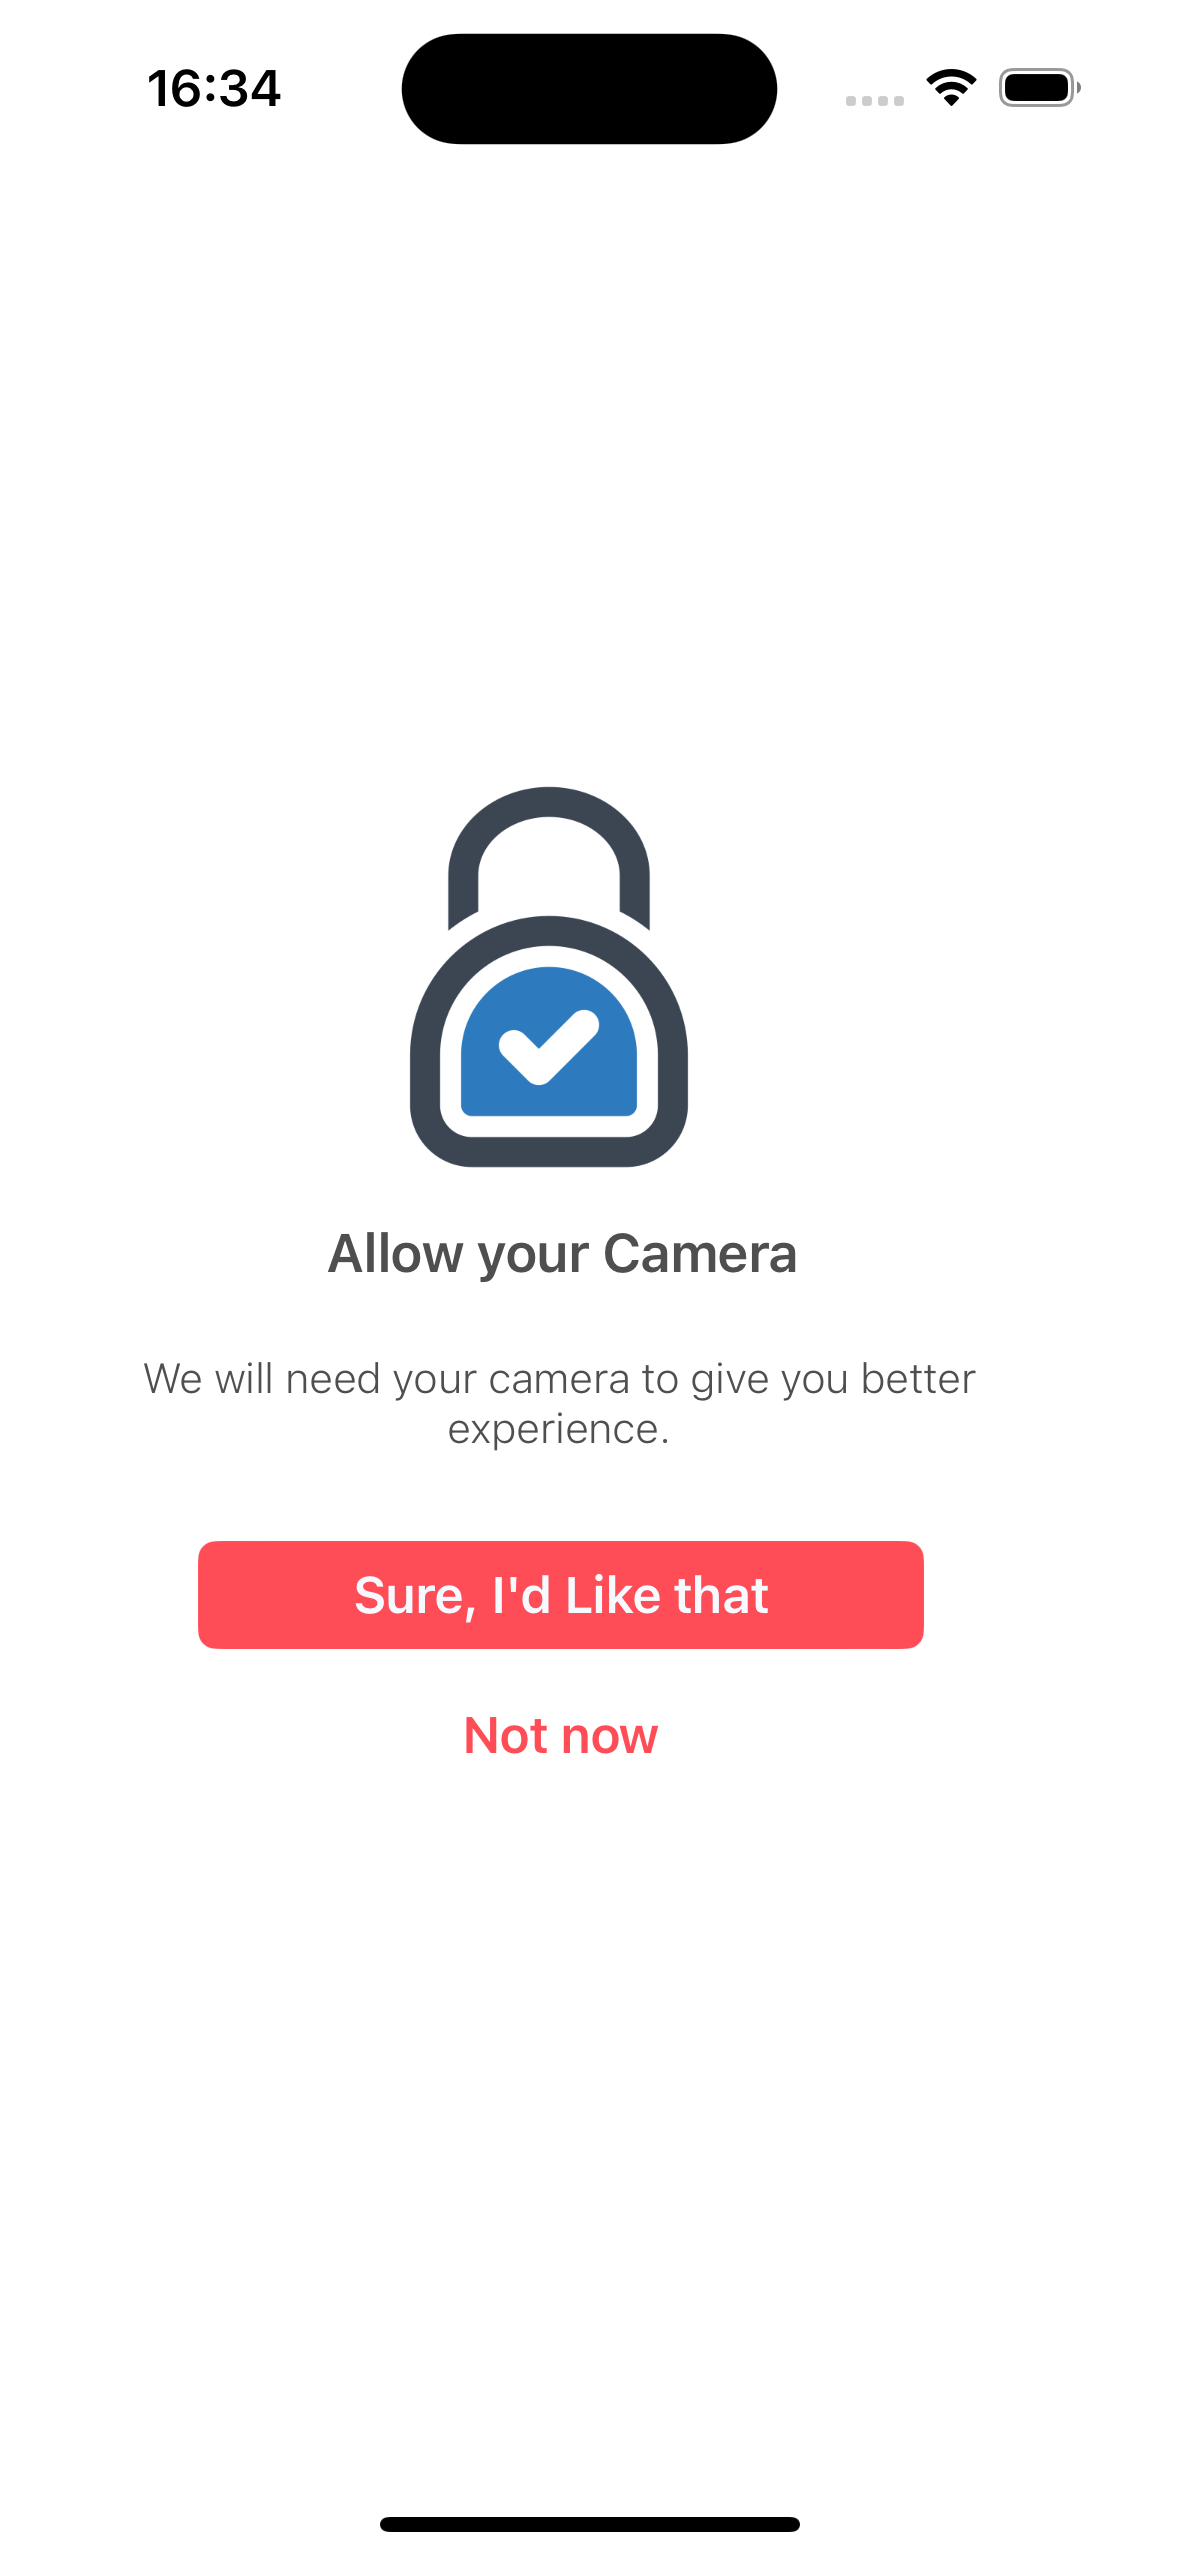 16:34
Allow your Camera
We will need your camera to give you better
experience.
Sure, I'd Like that
Not now